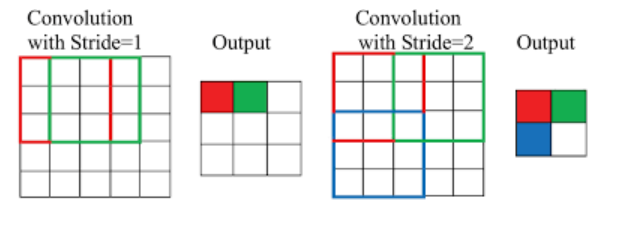 Convolution
with Stride=1
Output
Convolution
with Stride=2
Output